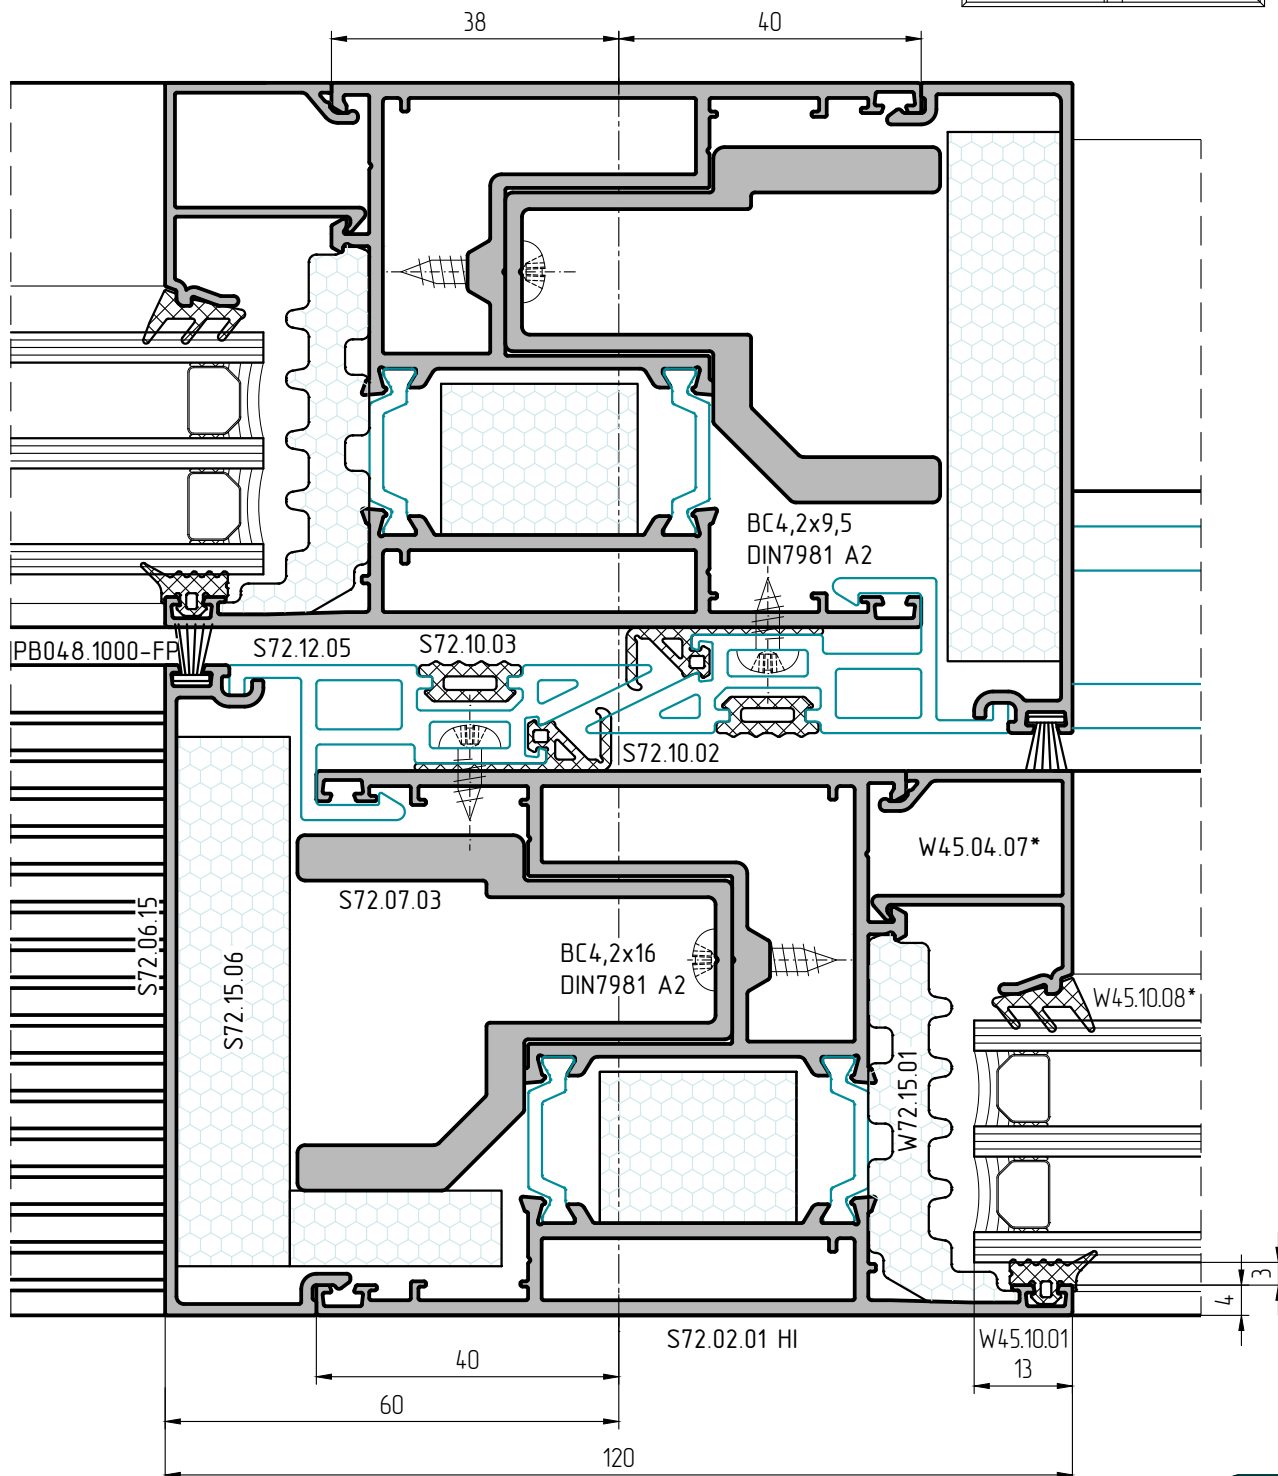 38
40
BC4,2x9,5
DIN7981 A2
PB048.1000-FP
S72.12.05
S72.10.03
S72.10.02
W45.04.07*
S72.07.03
S72.06.15
S72.15.06
BC4,2x16
DIN7981 A2
W45.10.08*
W72.15.01
3
4
S72.02.01 HI
W45.10.01
40
13
60
120